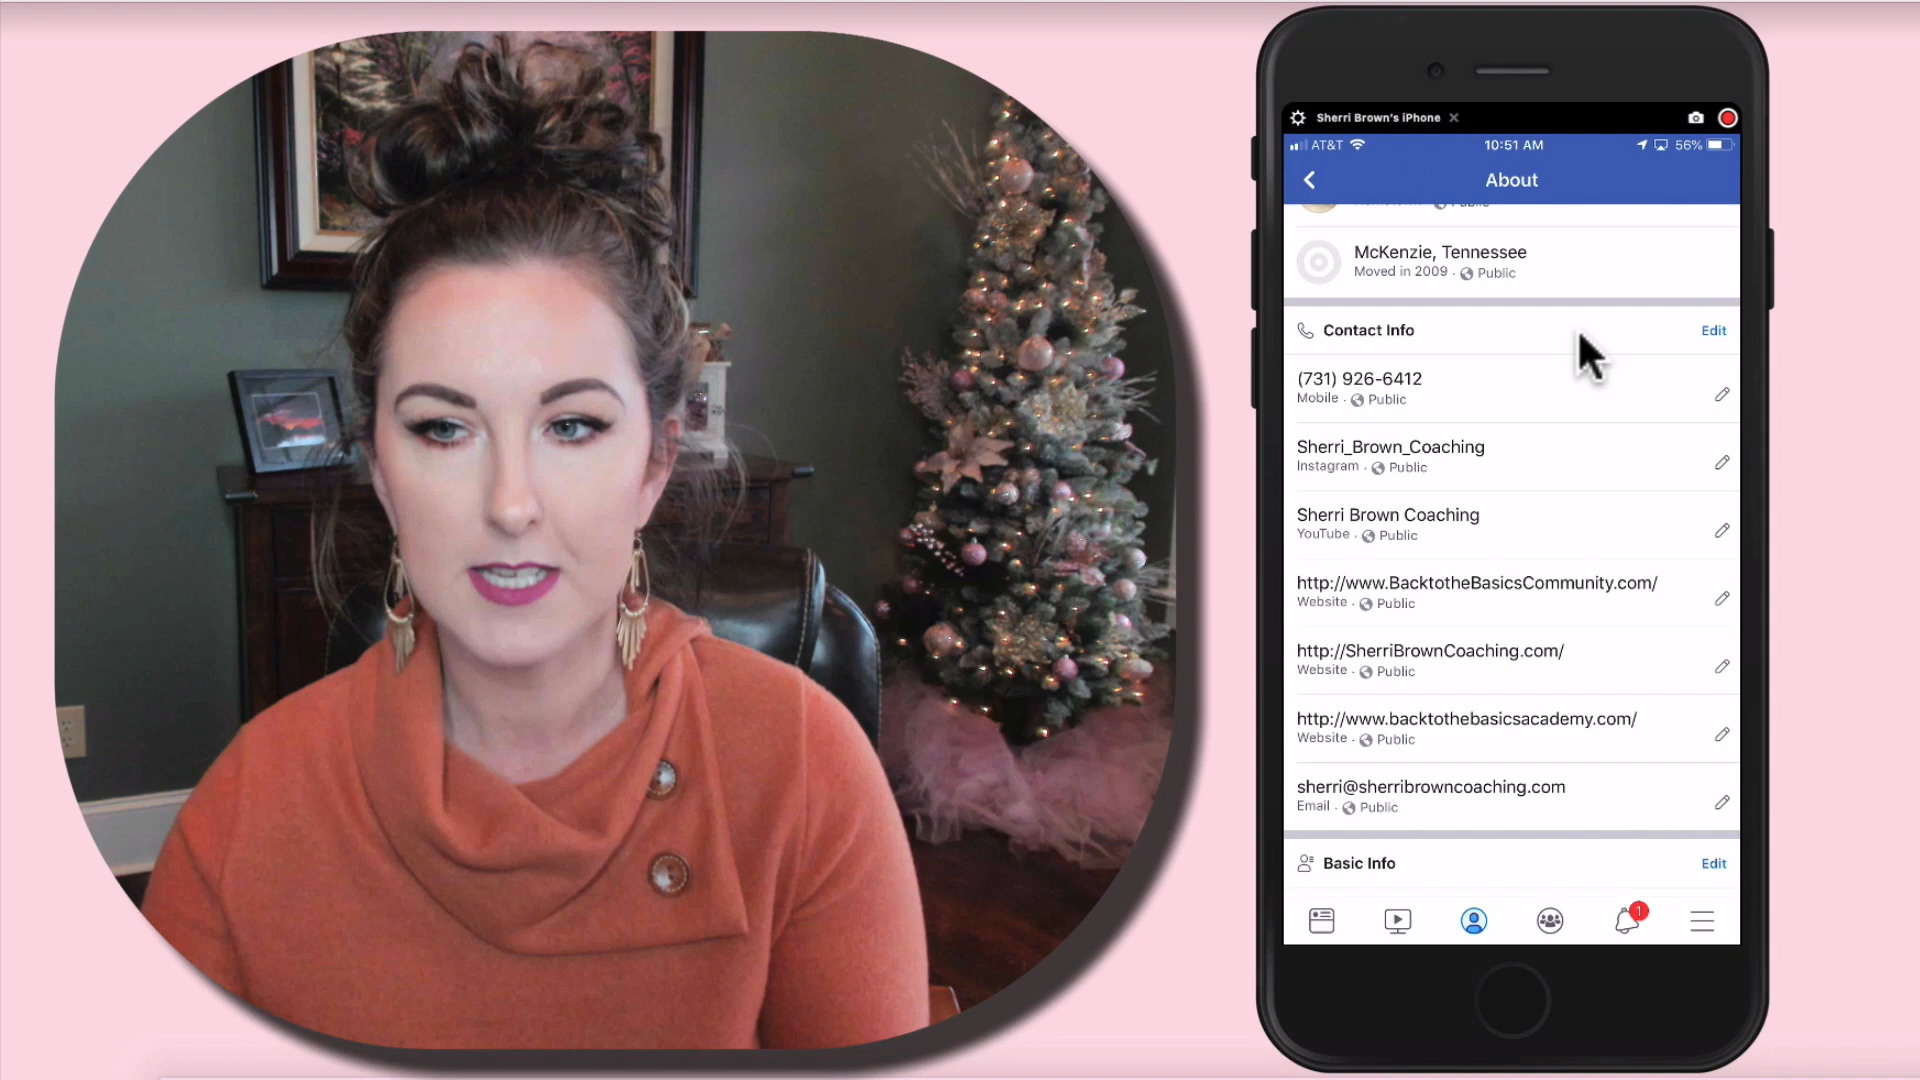 Sherri Brown's iPhone
AT&T 10:51 AM 56%
About
McKenzie, Tennessee
Moved in 2009 · Public
Contact Info Edit
(731) 926-6412
Mobile · Public
Sherri_Brown_Coaching
Instagram · Public
Sherri Brown Coaching
YouTube · Public
http://www.BacktotheBasicsCommunity.com/
Website · Public
http://SherriBrownCoaching.com/
Website · Public
http://www.backtothebasicsacademy.com/
Website · Public
sherri@sherribrowncoaching.com
Email · Public
Basic Info Edit
1